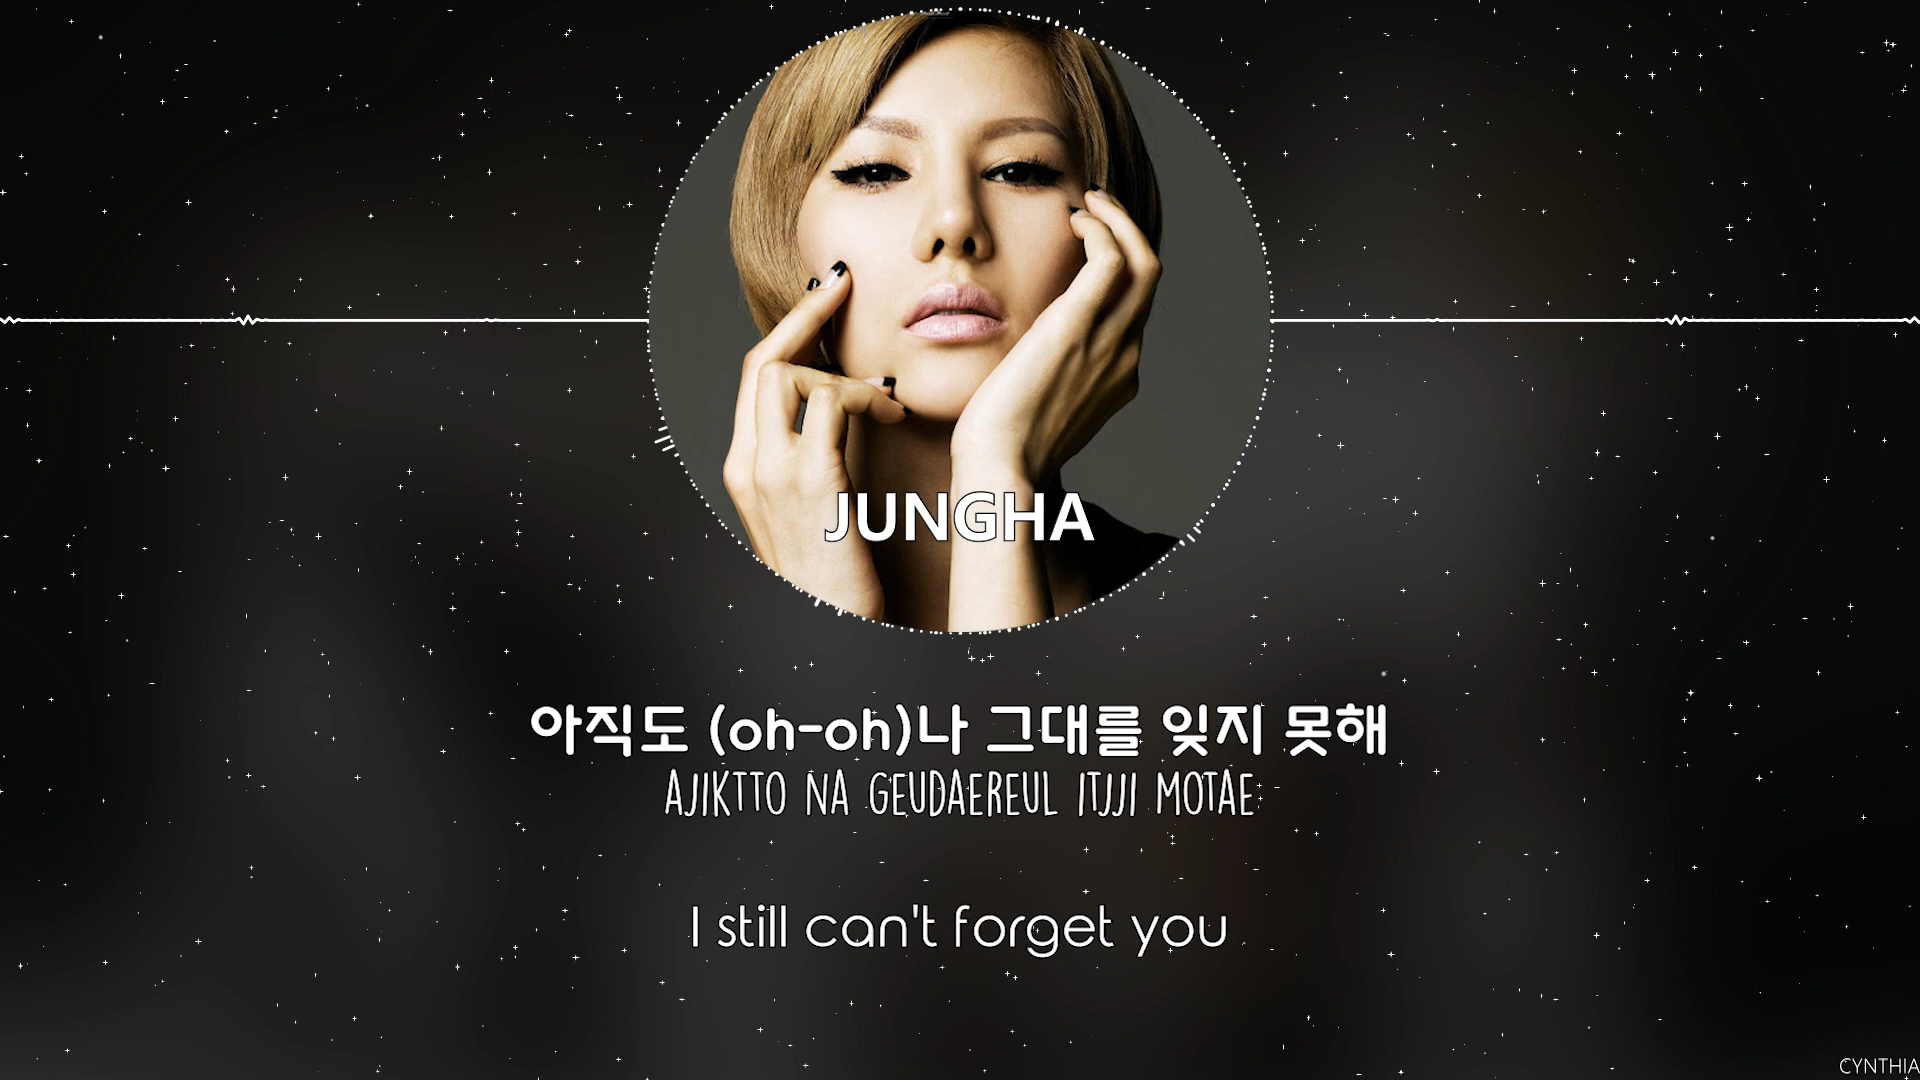 JUNGHA
아직도 (oh-oh)나 그대를 잊지 못해
AJIKTTO NA GEUDAEREUL ITJJI MOTAE
I still can't forget you
CYNTHIA